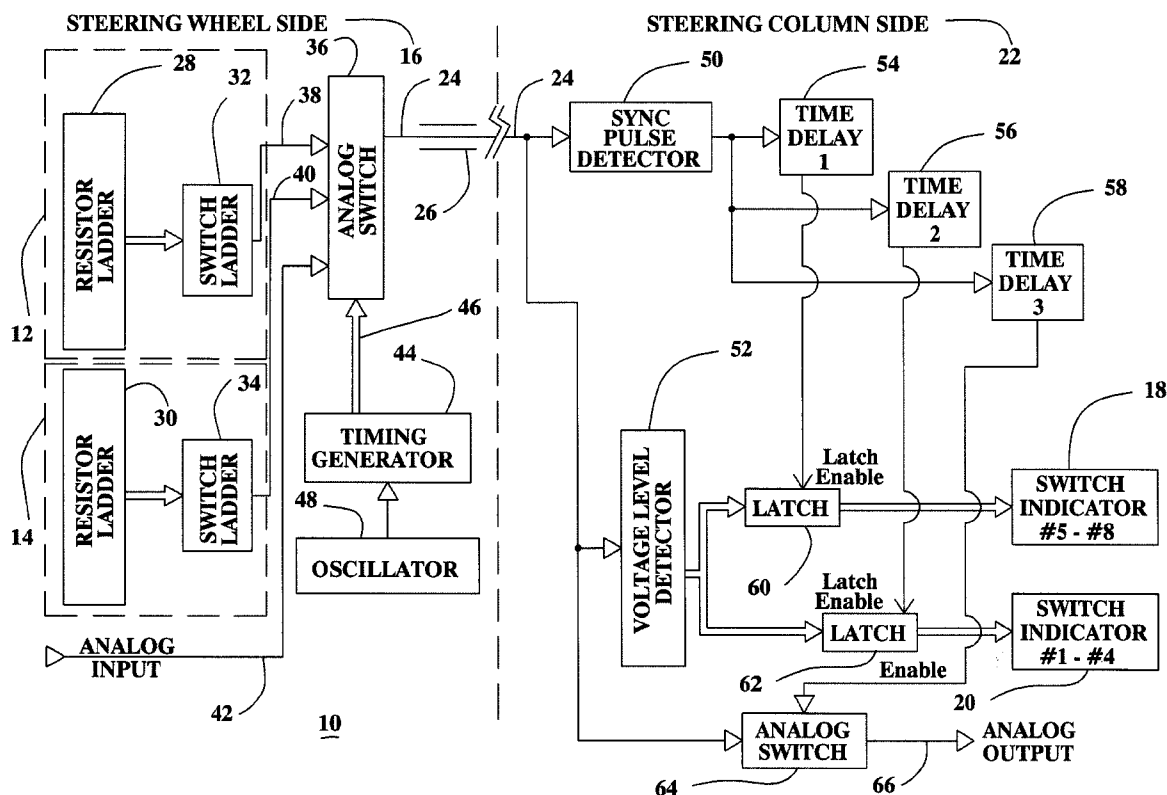 STEERING WHEEL SIDE
16
STEERING COLUMN SIDE
22
28
32
36
38
24
24
50
54
56
58
RESISTOR
LADDER
SWITCH
LADDER
40
ANALOG
SWITCH
26
SYNC
PULSE
DETECTOR
TIME
DELAY
1
TIME
DELAY
2
TIME
DELAY
3
12
46
44
52
18
RESISTOR
LADDER
30
34
SWITCH
LADDER
14
TIMING
GENERATOR
48
OSCILLATOR
VOLTAGE LEVEL
DETECTOR
Latch
Enable
LATCH
60
SWITCH
INDICATOR
#5 - #8
Latch
Enable
LATCH
62
SWITCH
INDICATOR
#1 - #4
20
ANALOG
INPUT
42
10
Enable
ANALOG
SWITCH
64
66
ANALOG
OUTPUT